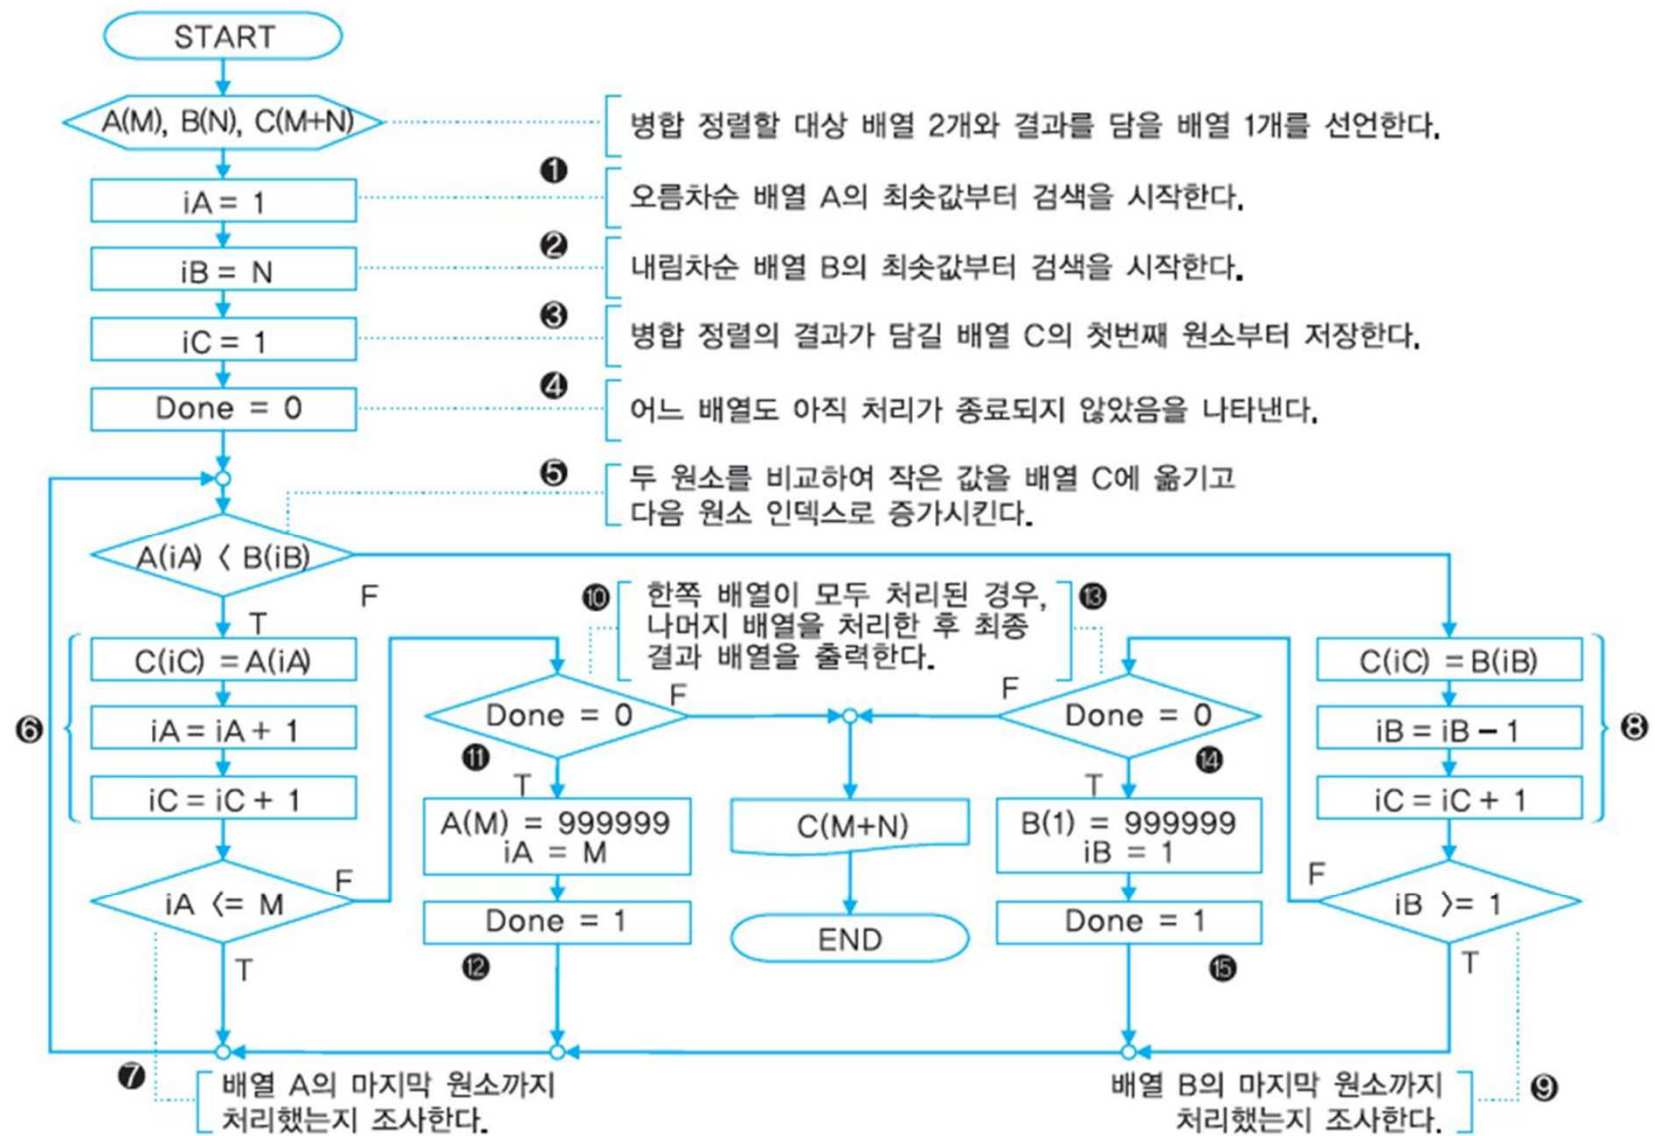 START
A(M), B(N), C(M+N)
병합 정렬할 대상 배열 2개와 결과를 담을 배열 1개를 선언한다.
❶
iA = 1
오름차순 배열 A의 최솟값부터 검색을 시작한다.
❷
iB = N
내림차순 배열 B의 최솟값부터 검색을 시작한다.
❸
iC = 1
병합 정렬의 결과가 담길 배열 C의 첫번째 원소부터 저장한다.
❹
Done = 0
어느 배열도 아직 처리가 종료되지 않았음을 나타낸다.
❺
두 원소를 비교하여 작은 값을 배열 C에 옮기고
다음 원소 인덱스로 증가시킨다.
A(iA) < B(iB)
F
T
❻
C(iC) = A(iA)
iA = iA + 1
iC = iC + 1
iA <= M
F
T
❼
배열 A의 마지막 원소까지
처리했는지 조사한다.
❿
한쪽 배열이 모두 처리된 경우,
나머지 배열을 처리한 후 최종
결과 배열을 출력한다.
⓭
Done = 0
F
⓫
T
A(M) = 999999
iA = M
Done = 1
⓬
C(M+N)
END
Done = 0
F
⓮
T
B(1) = 999999
iB = 1
Done = 1
⓯
C(iC) = B(iB)
iB = iB - 1
iC = iC + 1
❽
iB >= 1
F
T
배열 B의 마지막 원소까지
처리했는지 조사한다.
❾